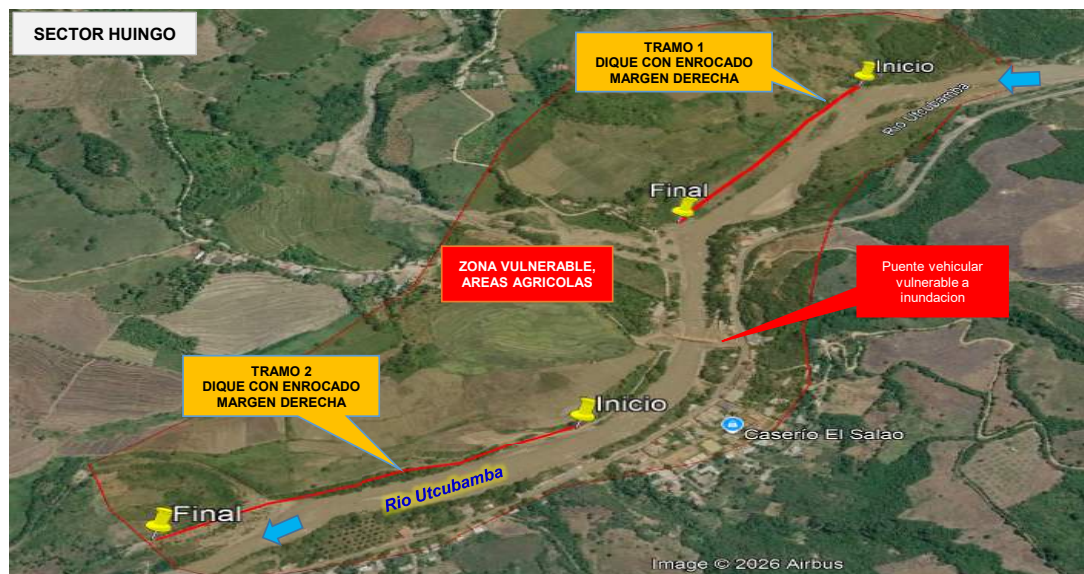 SECTOR HUINGO
TRAMO 1
DIQUE CON ENROCADO
MARGEN DERECHA
Inicio
Rio Utcubamba
Final
ZONA VULNERABLE,
AREAS AGRICOLAS
Puente vehicular
vulnerable a
inundacion
TRAMO 2
DIQUE CON ENROCADO
MARGEN DERECHA
Inicio
Caserío El Salao
Rio Utcubamba
Final
Image © 2026 Airbus